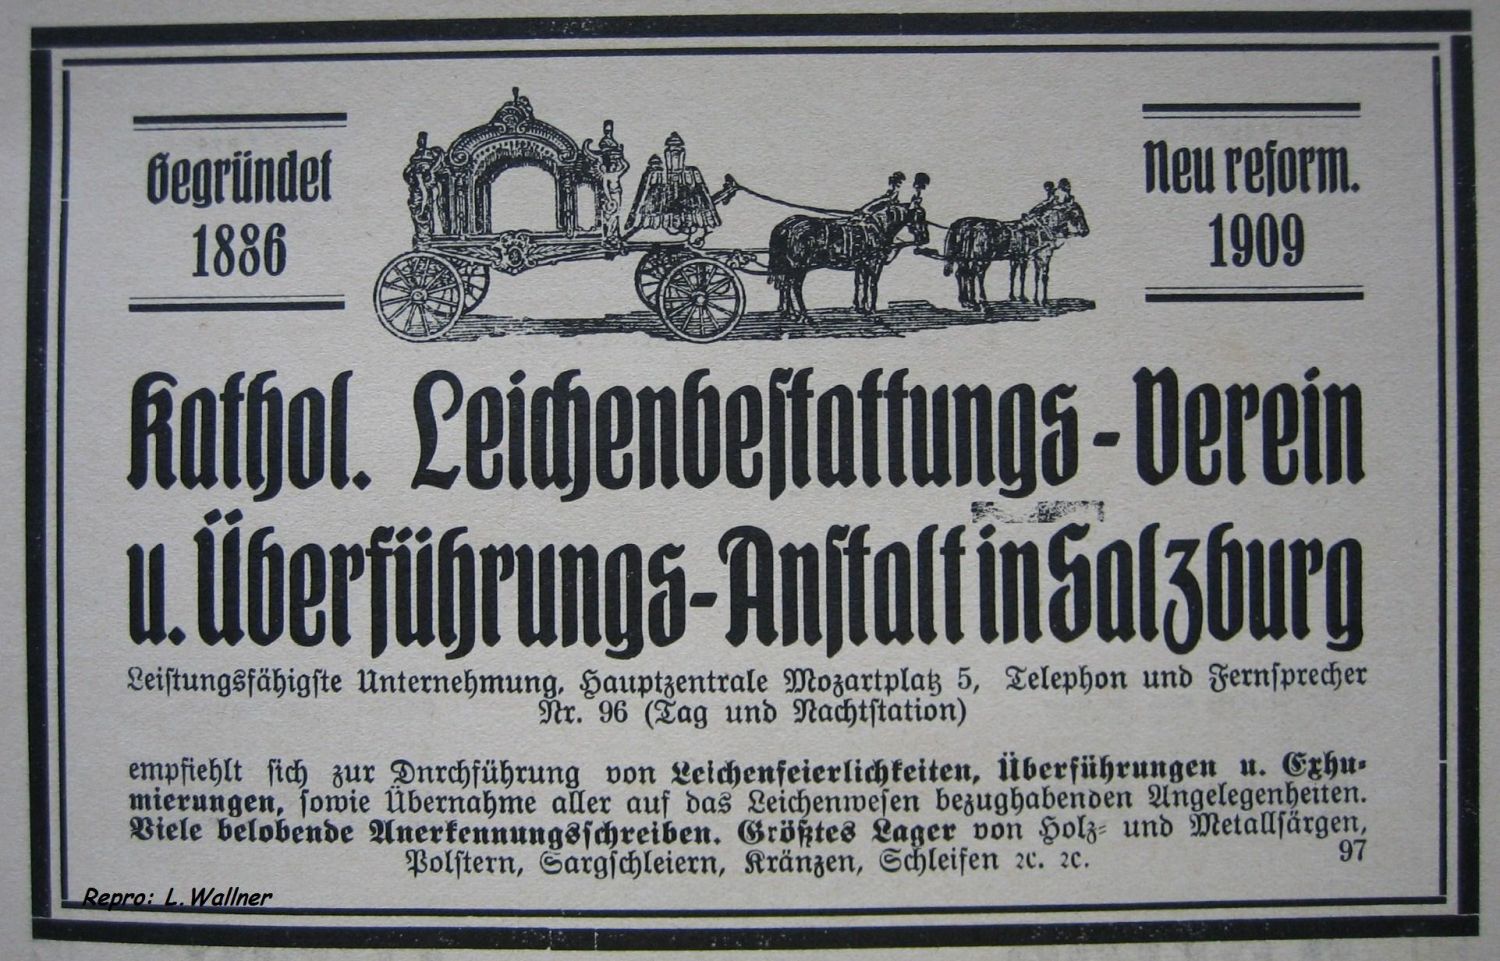 Gegründet
1886
Neu reform.
1909
Kathol. Leichenbestattungs-Verein
u. Überführungs-Anstalt in Salzburg
Leistungsfähigste Unternehmung, Hauptzentrale Mozartplatz 5, Telephon und Fernsprecher
Nr. 96 (Tag und Nachtstation)
empfiehlt sich zur Dnrchführung von Leichenfeierlichkeiten, Überführungen u. Exhu-
mierungen, sowie Übernahme aller auf das Leichenwesen bezughabenden Angelegenheiten.
Viele belobende Anerkennungsschreiben. Größtes Lager von Holz- und Metallsärgen,
Polstern, Sargschleiern, Kränzen, Schleifen ꝛc. ꝛc.
97
Repro: L. Wallner